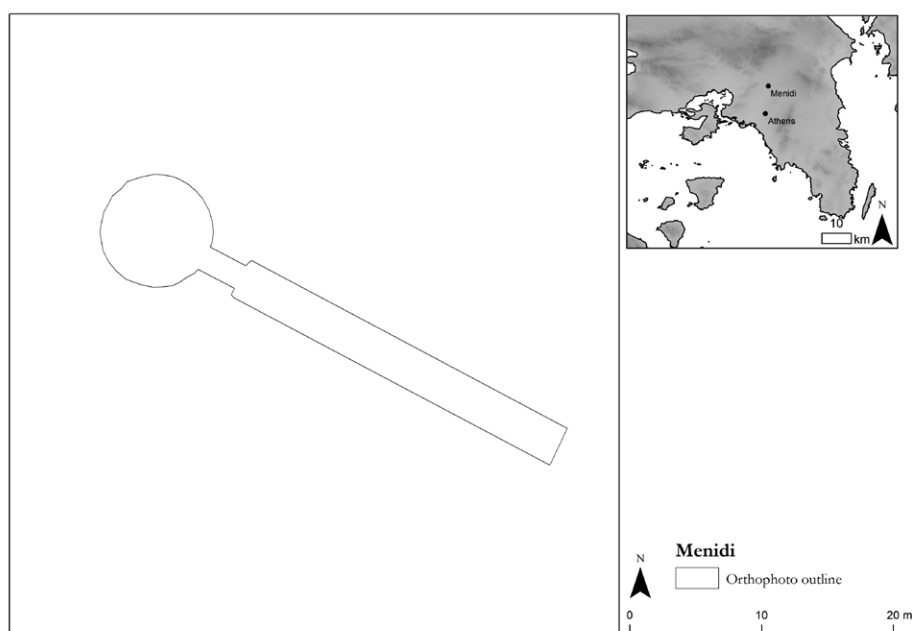 Menidi
Athens
N
10
km
N
Menidi
Orthophoto outline
0 10 20 m